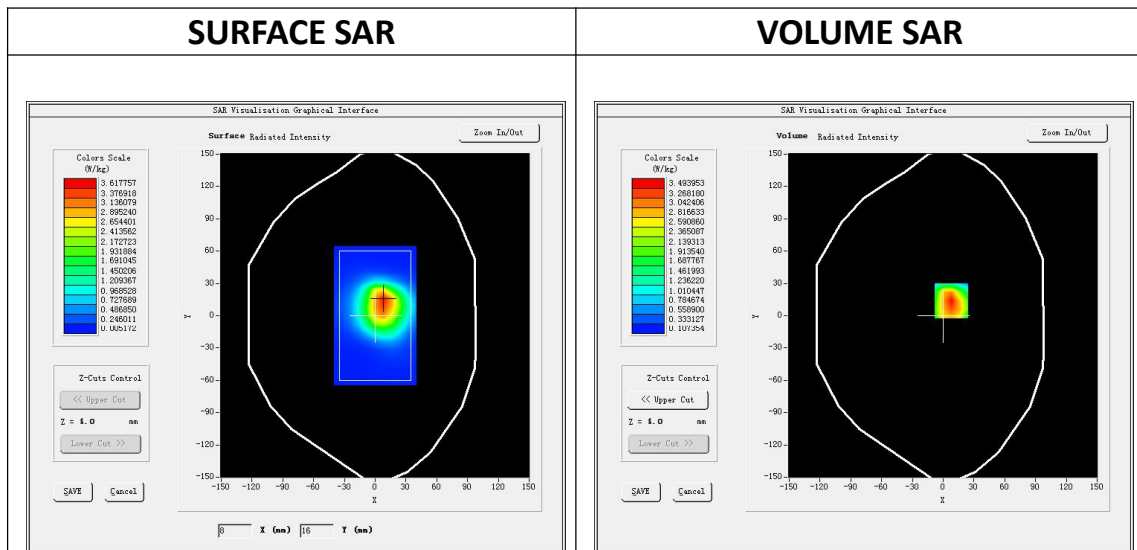 SURFACE SAR
VOLUME SAR
SAR Visualisation Graphical Interface
Surface Radiated Intensity
Zoom In/Out
Colors Scale
(W/kg)
3.617757
3.376918
3.136079
2.895240
2.654401
2.413562
2.172723
1.931884
1.691045
1.450206
1.209367
0.968528
0.727689
0.486850
0.246011
0.005172
Z-Cuts Control
<< Upper Cut
Z = 4.0 mm
Lower Cut >>
SAVE
Cancel
150
120
90
60
30
0
-30
-60
-90
-120
-150
Y
-150 -120 -90 -60 -30 0 30 60 90 120 150
X
8 X (mm) 16 Y (mm)
SAR Visualisation Graphical Interface
Volume Radiated Intensity
Zoom In/Out
Colors Scale
(W/kg)
3.493953
3.268180
3.042406
2.816633
2.590860
2.365087
2.139313
1.913540
1.687767
1.461993
1.236220
1.010447
0.784674
0.558900
0.333127
0.107354
Z-Cuts Control
<< Upper Cut
Z = 4.0 mm
Lower Cut >>
SAVE
Cancel
150
120
90
60
30
0
-30
-60
-90
-120
-150
Y
-150 -120 -90 -60 -30 0 30 60 90 120 150
X